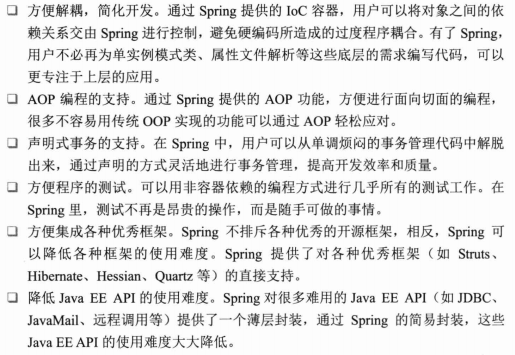 ❑ 方便解耦，简化开发。通过 Spring 提供的 IoC 容器，用户可以将对象之间的依
赖关系交由 Spring 进行控制，避免硬编码所造成的过度程序耦合。有了 Spring，
用户不必再为单实例模式类、属性文件解析等这些底层的需求编写代码，可以
更专注于上层的应用。
❑ AOP 编程的支持。通过 Spring 提供的 AOP 功能，方便进行面向切面的编程，
很多不容易用传统 OOP 实现的功能可以通过 AOP 轻松应对。
❑ 声明式事务的支持。在 Spring 中，用户可以从单调烦闷的事务管理代码中解脱
出来，通过声明的方式灵活地进行事务管理，提高开发效率和质量。
❑ 方便程序的测试。可以用非容器依赖的编程方式进行几乎所有的测试工作。在
Spring 里，测试不再是昂贵的操作，而是随手可做的事情。
❑ 方便集成各种优秀框架。Spring 不排斥各种优秀的开源框架，相反，Spring 可
以降低各种框架的使用难度。Spring 提供了对各种优秀框架（如 Struts、
Hibernate、Hessian、Quartz 等）的直接支持。
❑ 降低 Java EE API 的使用难度。Spring 对很多难用的 Java EE API（如 JDBC、
JavaMail、远程调用等）提供了一个薄层封装，通过 Spring 的简易封装，这些
Java EE API 的使用难度大大降低。